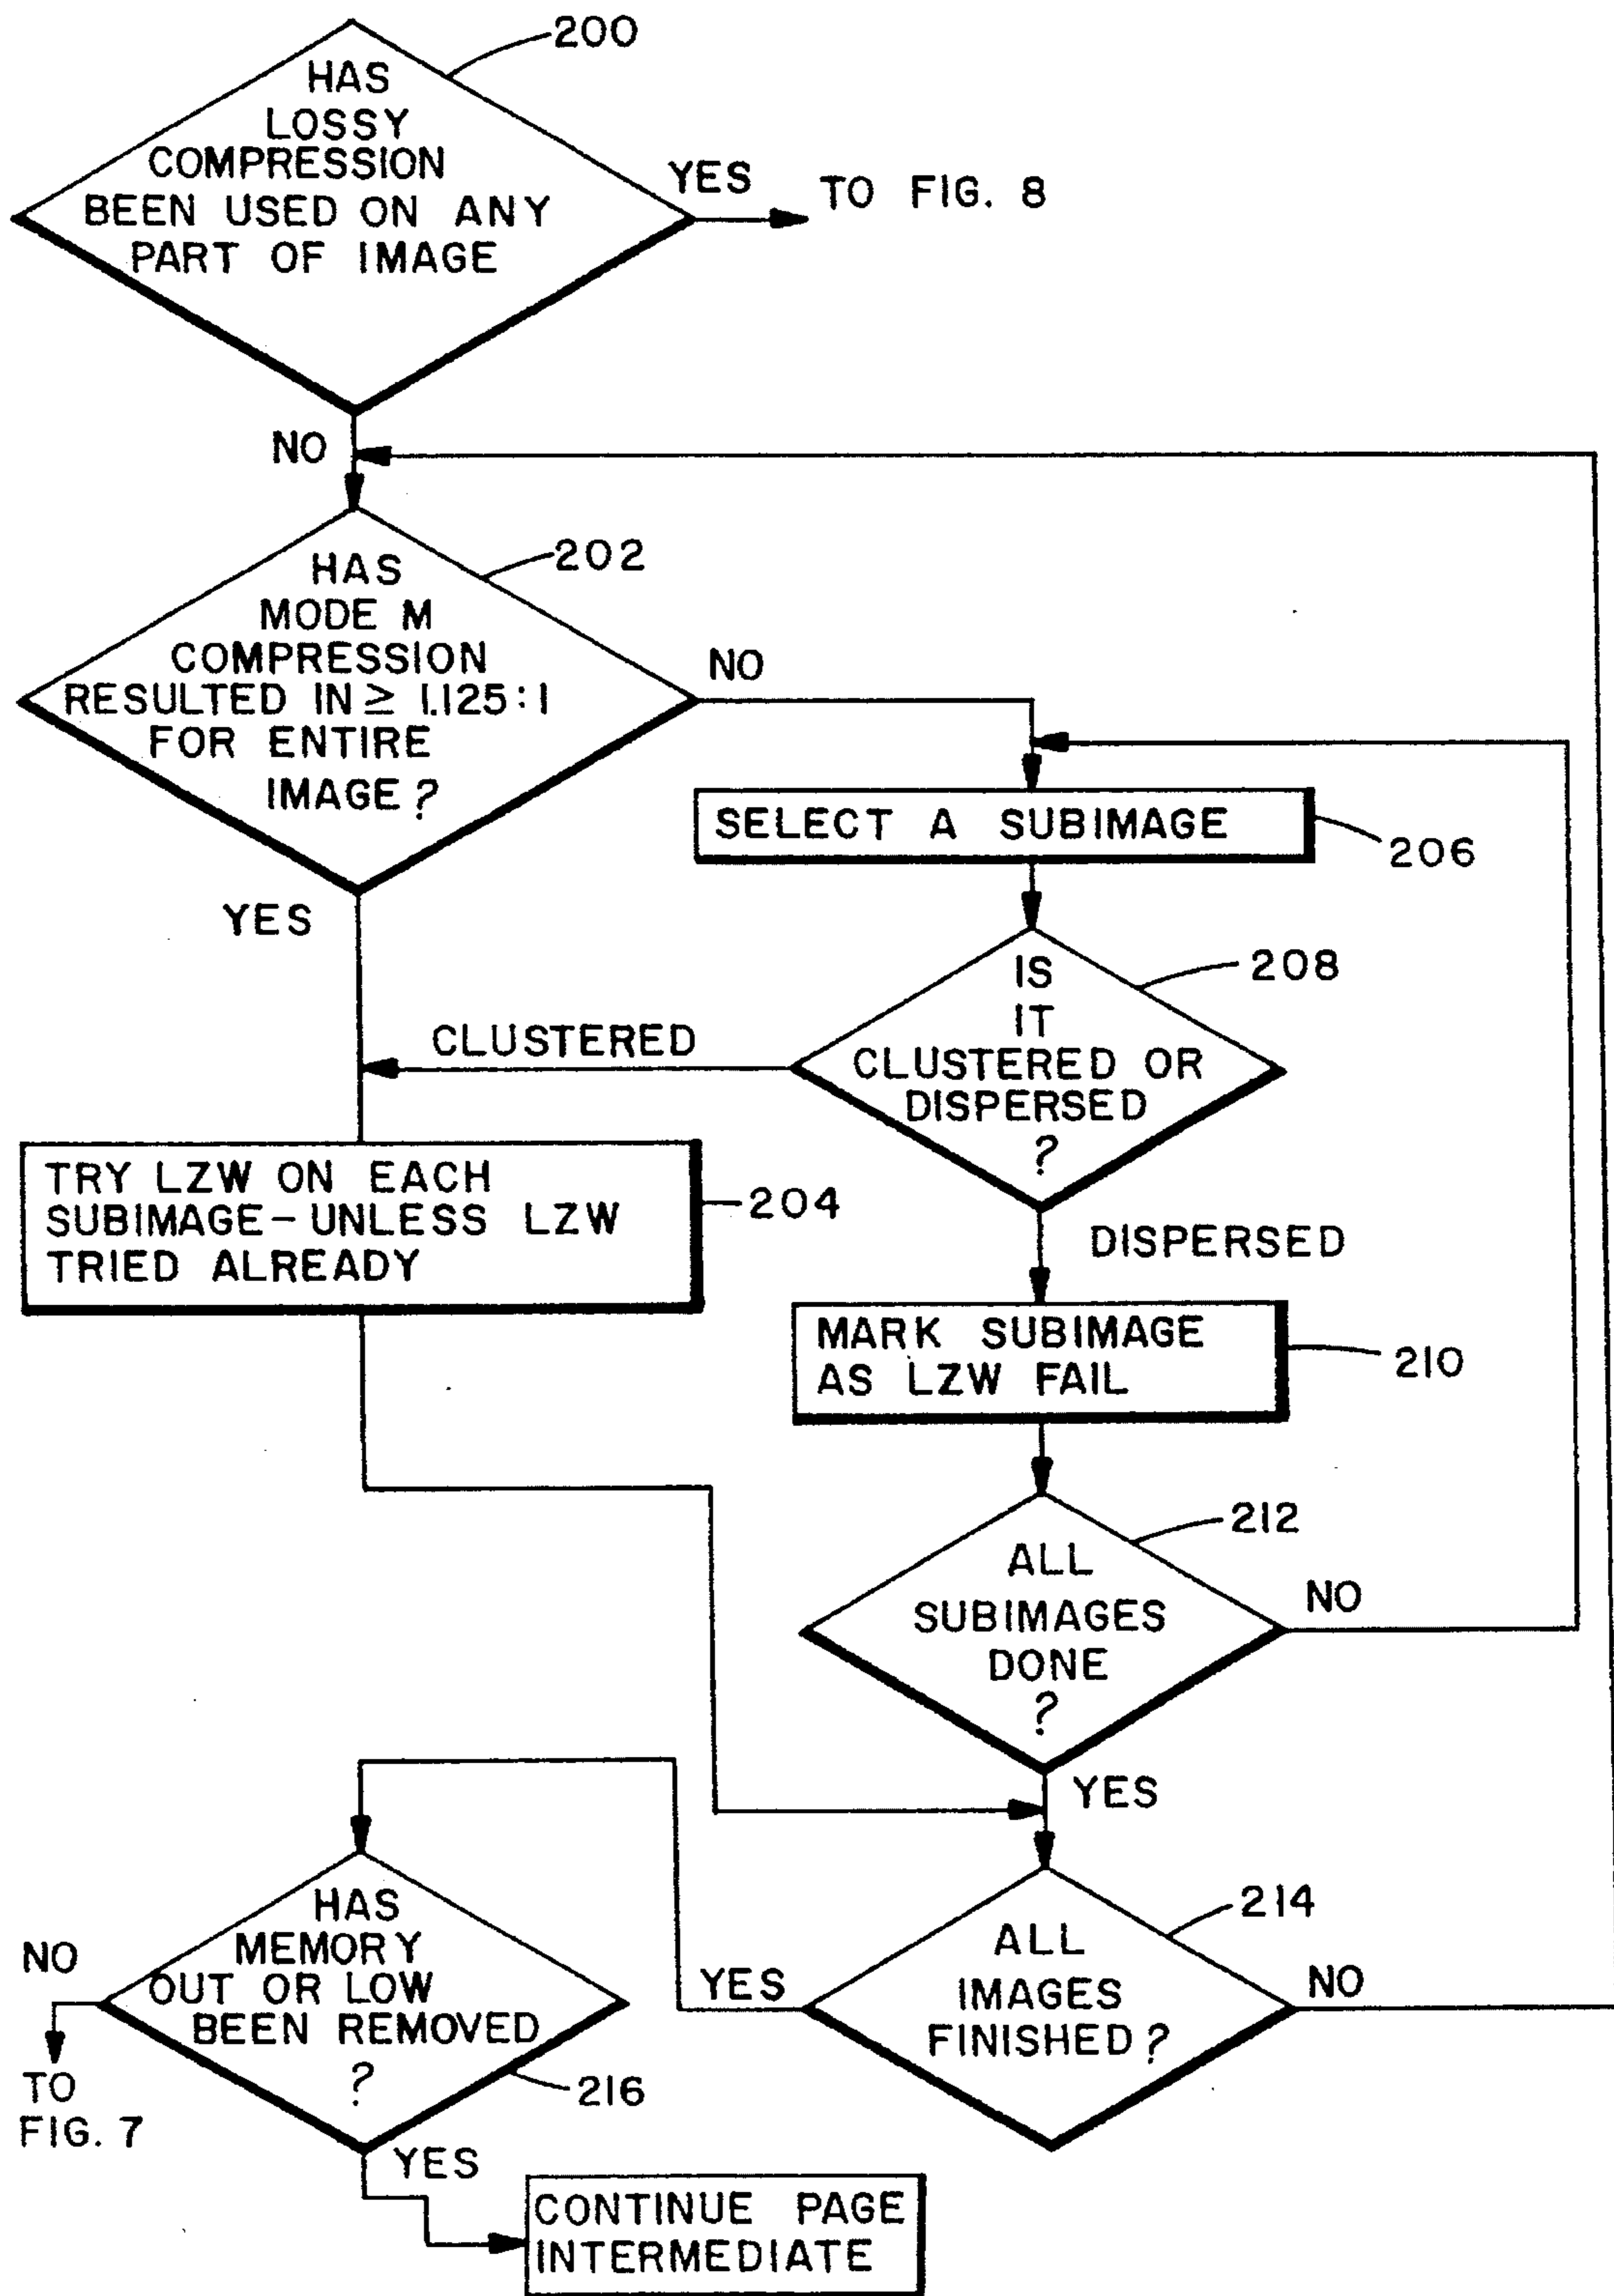 200
HAS
LOSSY
COMPRESSION
BEEN USED ON ANY
PART OF IMAGE
YES
TO FIG. 8
NO
202
HAS
MODE M
COMPRESSION
RESULTED IN ≥ 1.125:1
FOR ENTIRE
IMAGE?
NO
YES
SELECT A SUBIMAGE
206
208
IS
IT
CLUSTERED OR
DISPERSED
?
CLUSTERED
TRY LZW ON EACH
SUBIMAGE-UNLESS LZW
TRIED ALREADY
204
DISPERSED
MARK SUBIMAGE
AS LZW FAIL
210
212
ALL
SUBIMAGES
DONE
?
NO
YES
214
ALL
IMAGES
FINISHED?
YES
NO
HAS
MEMORY
OUT OR LOW
BEEN REMOVED
?
216
NO
TO
FIG. 7
YES
CONTINUE PAGE
INTERMEDIATE